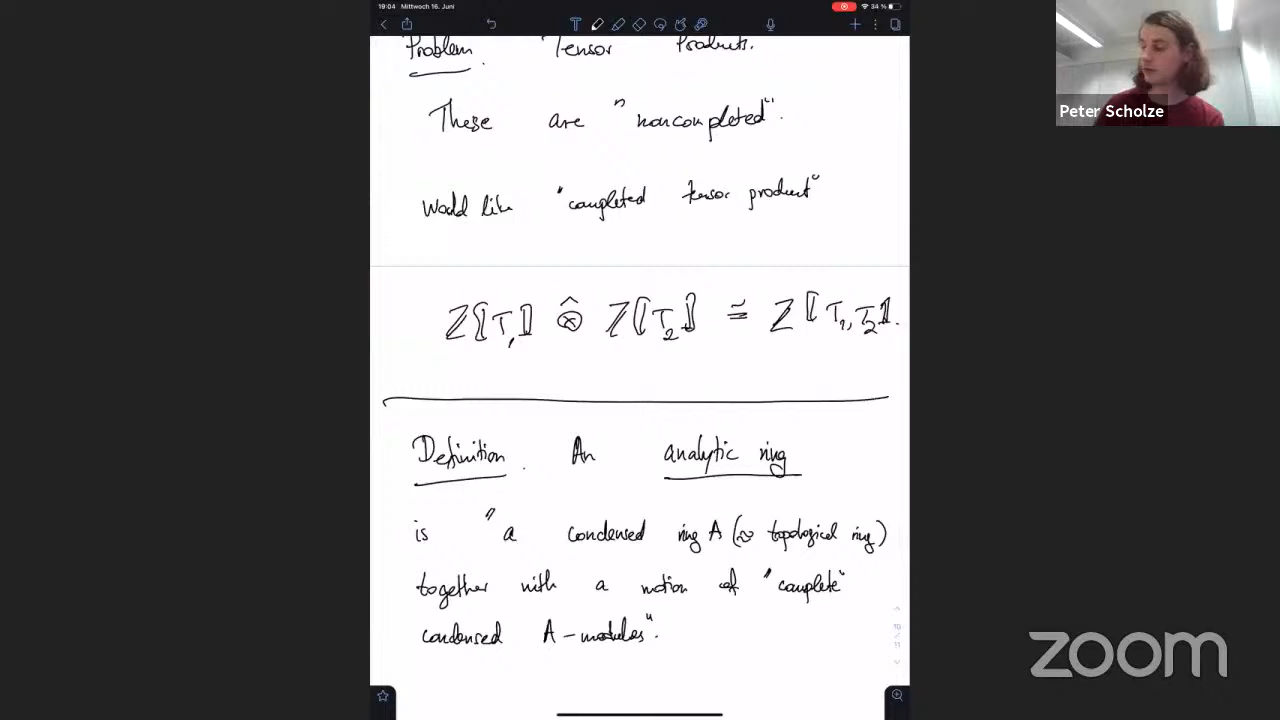 19:04 Mittwoch 16. Juni
34 %
Problem. Tensor Products.
These are "noncompleted".
Would like "completed tensor product"
Z[[T₁]] ⊗̂ Z[[T₂]] ≅ Z[[T₁, T₂]].
Definition. An analytic ring
is "a condensed ring A (≈ topological ring)
together with a notion of "complete"
condensed A-modules".
10
11
Peter Scholze
zoom